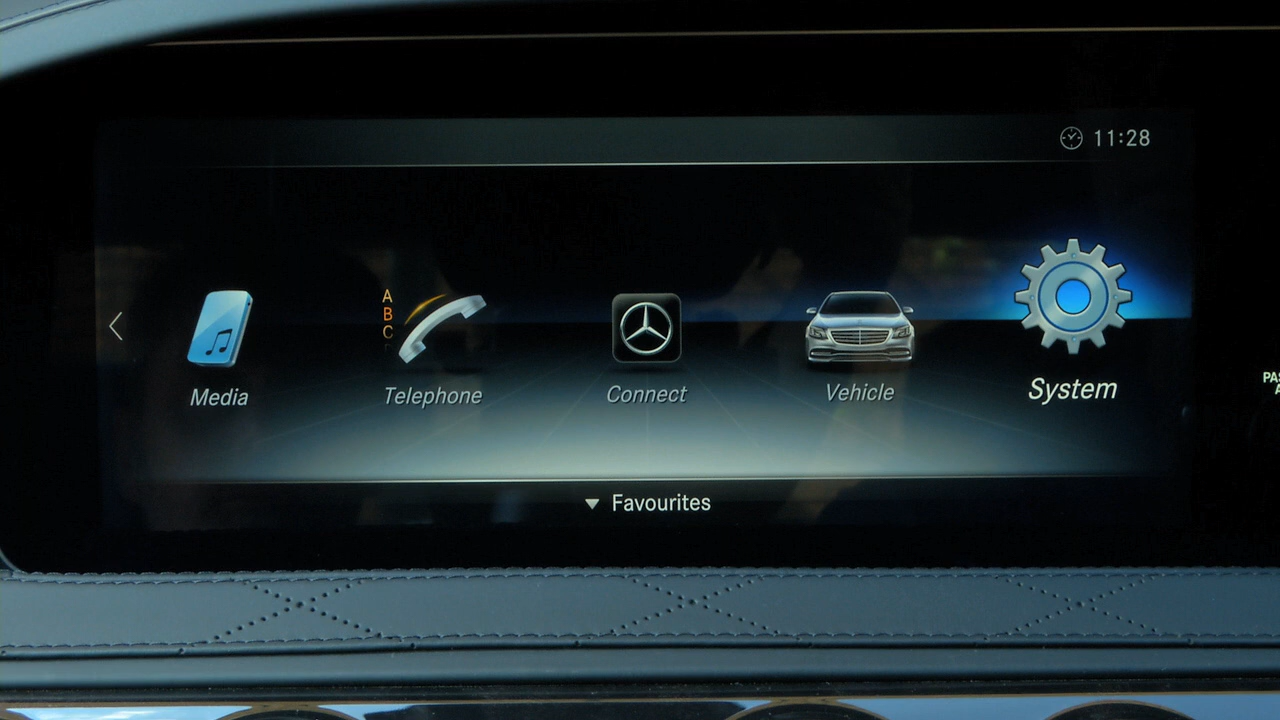 11:28
A
B
C
Media
Telephone
Connect
Vehicle
System
Favourites